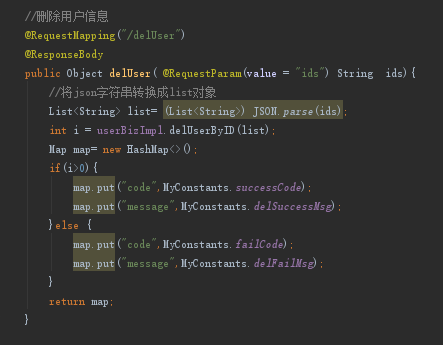 //删除用户信息
@RequestMapping("/delUser")
@ResponseBody
public Object delUser( @RequestParam(value = "ids") String  ids){
//将json字符串转换成list对象
List<String> list= (List<String>) JSON.parse(ids);
int i = userBizImpl.delUserByID(list);
Map map= new HashMap<>();
if(i>0){
map.put("code",MyConstants.successCode);
map.put("message",MyConstants.delSuccessMsg);
}else {
map.put("code",MyConstants.failCode);
map.put("message",MyConstants.delFailMsg);
}
return map;
}